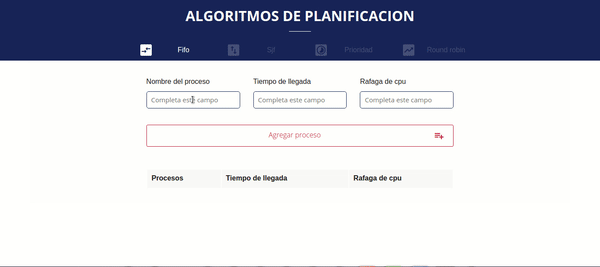 ALGORITMOS DE PLANIFICACION
Fifo Sjf Prioridad Round robin
Nombre del proceso Tiempo de llegada Rafaga de cpu
Completa este campo Completa este campo Completa este campo
Agregar proceso
Procesos Tiempo de llegada Rafaga de cpu